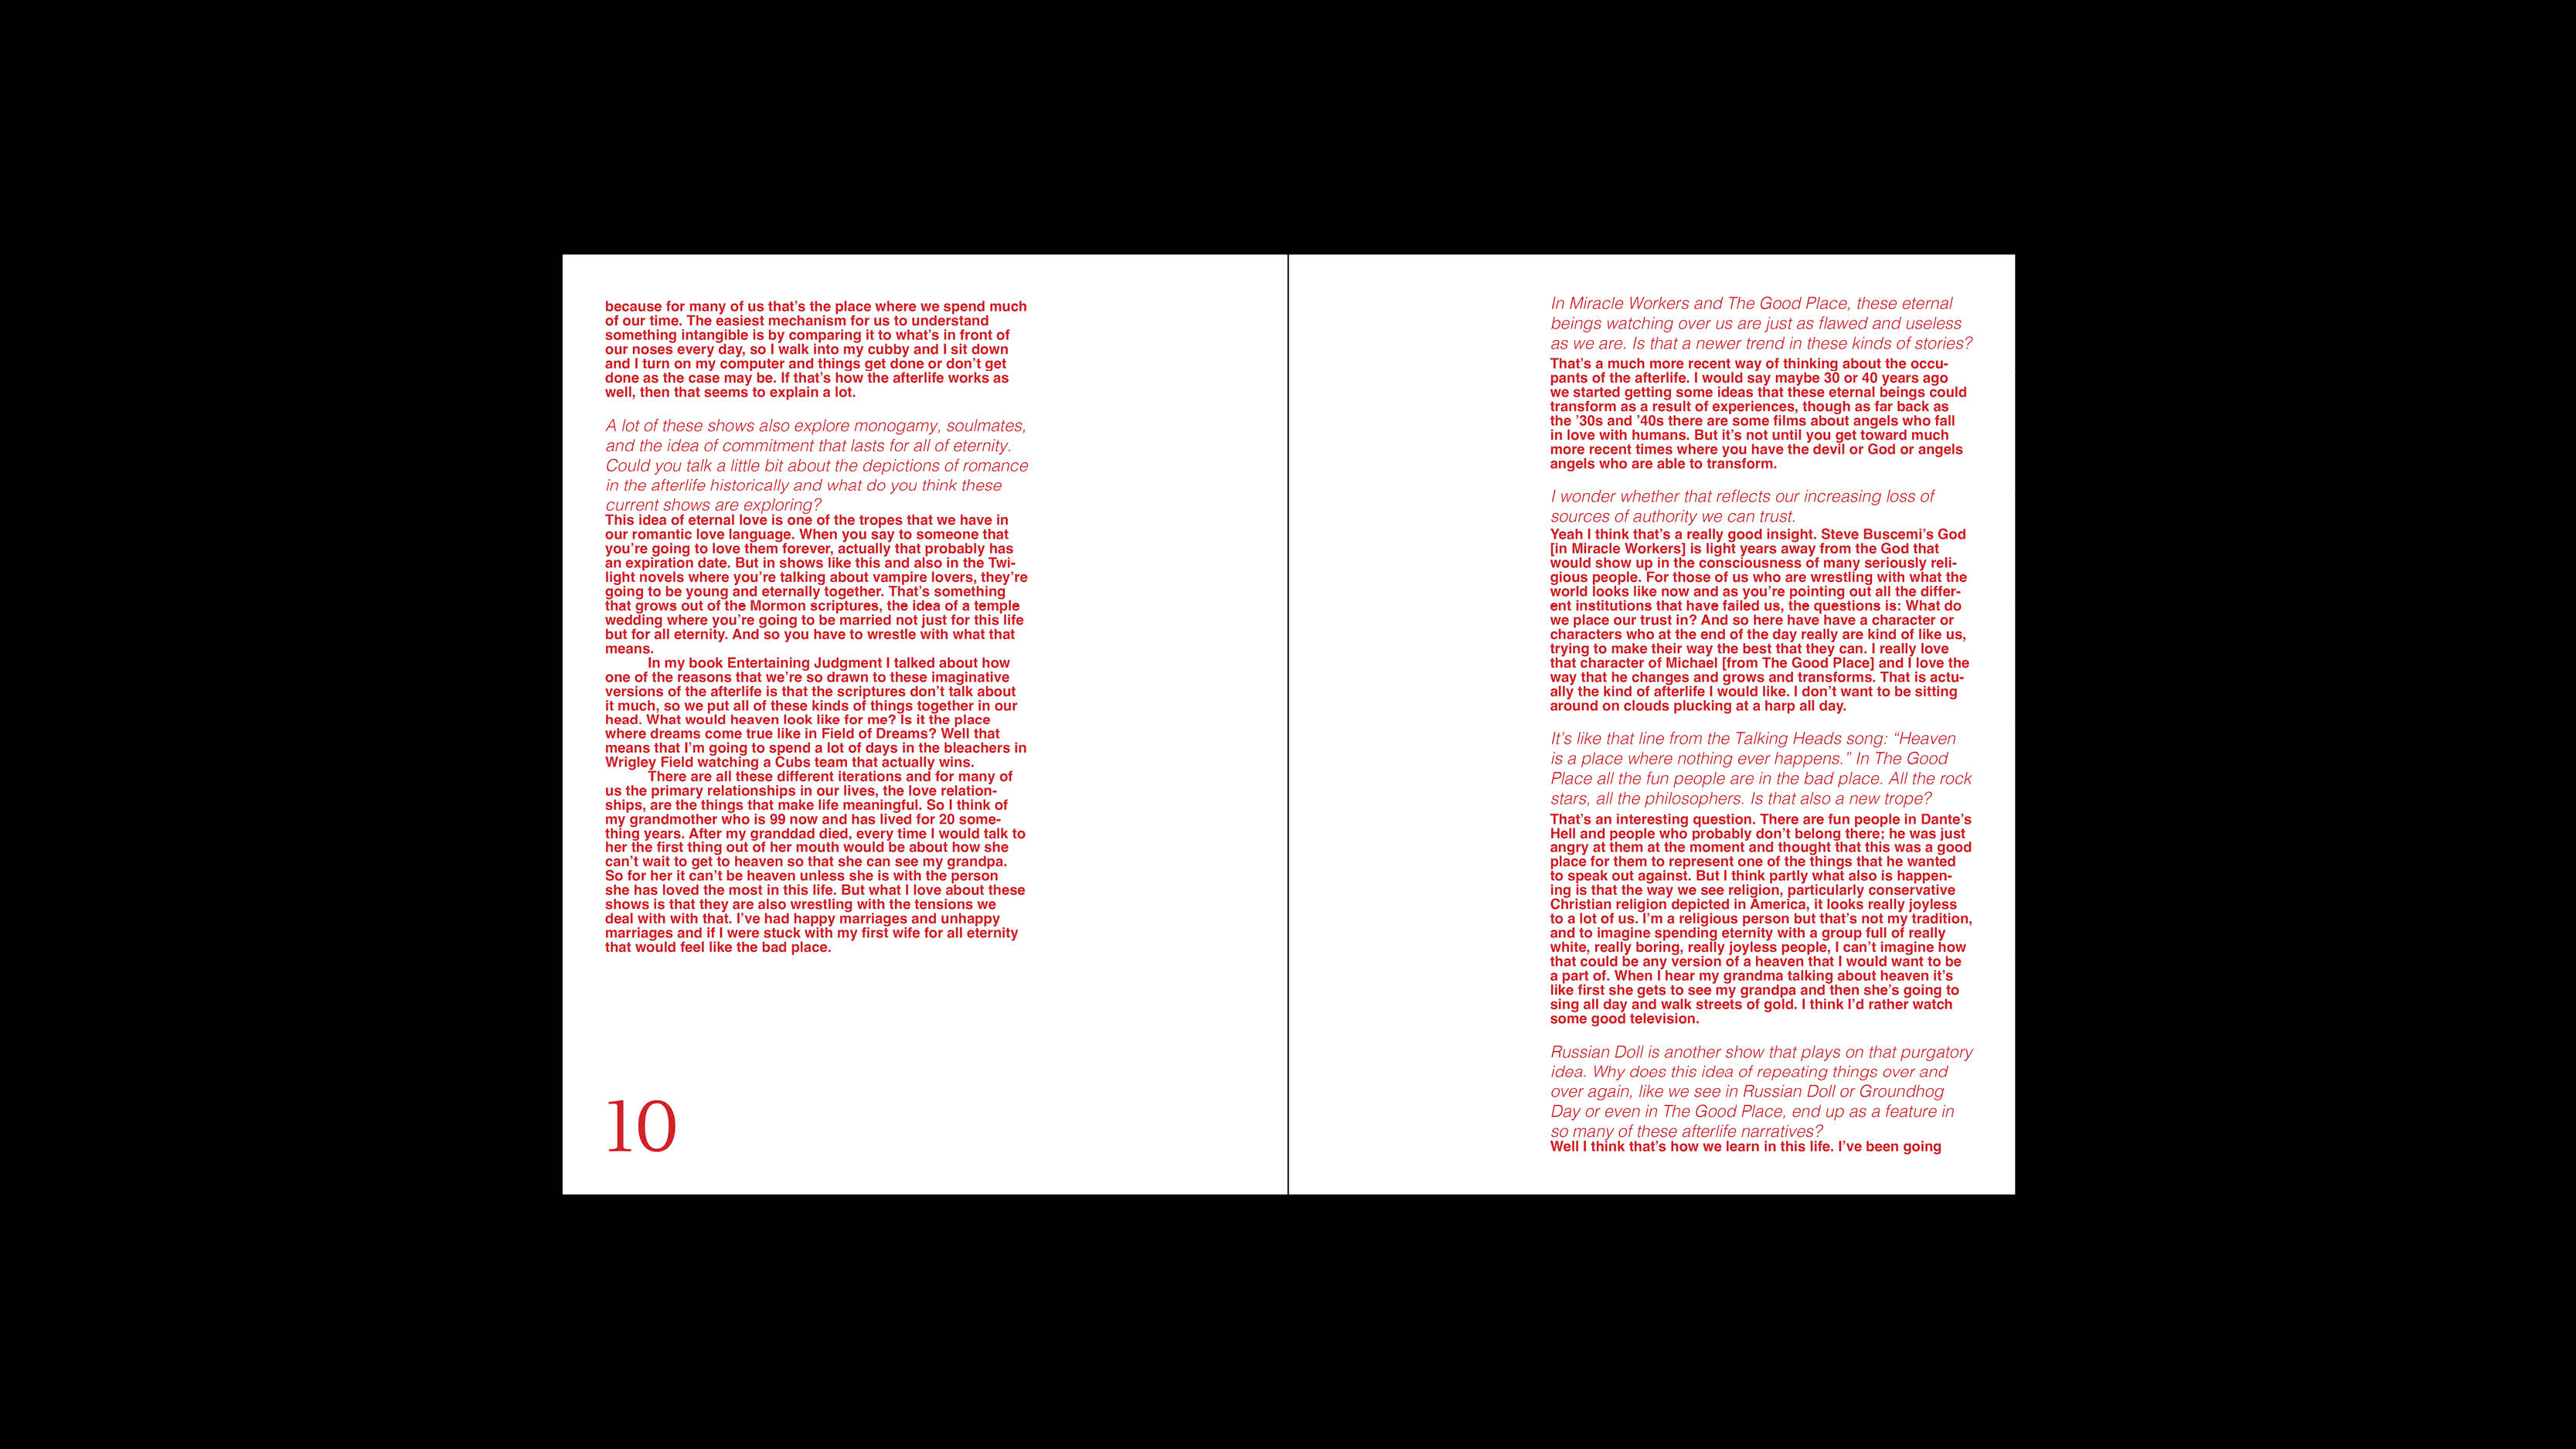 because for many of us that’s the place where we spend much
of our time. The easiest mechanism for us to understand
something intangible is by comparing it to what’s in front of
our noses every day, so I walk into my cubby and I sit down
and I turn on my computer and things get done or don’t get
done as the case may be. If that’s how the afterlife works as
well, then that seems to explain a lot.
A lot of these shows also explore monogamy, soulmates,
and the idea of commitment that lasts for all of eternity.
Could you talk a little bit about the depictions of romance
in the afterlife historically and what do you think these
current shows are exploring?
This idea of eternal love is one of the tropes that we have in
our romantic love language. When you say to someone that
you’re going to love them forever, actually that probably has
an expiration date. But in shows like this and also in the Twi-
light novels where you’re talking about vampire lovers, they’re
going to be young and eternally together. That’s something
that grows out of the Mormon scriptures, the idea of a temple
wedding where you’re going to be married not just for this life
but for all eternity. And so you have to wrestle with what that
means.
In my book Entertaining Judgment I talked about how
one of the reasons that we’re so drawn to these imaginative
versions of the afterlife is that the scriptures don’t talk about
it much, so we put all of these kinds of things together in our
head. What would heaven look like for me? Is it the place
where dreams come true like in Field of Dreams? Well that
means that I’m going to spend a lot of days in the bleachers in
Wrigley Field watching a Cubs team that actually wins.
There are all these different iterations and for many of
us the primary relationships in our lives, the love relation-
ships, are the things that make life meaningful. So I think of
my grandmother who is 99 now and has lived for 20 some-
thing years. After my granddad died, every time I would talk to
her the first thing out of her mouth would be about how she
can’t wait to get to heaven so that she can see my grandpa.
So for her it can’t be heaven unless she is with the person
she has loved the most in this life. But what I love about these
shows is that they are also wrestling with the tensions we
deal with with that. I’ve had happy marriages and unhappy
marriages and if I were stuck with my first wife for all eternity
that would feel like the bad place.
10
In Miracle Workers and The Good Place, these eternal
beings watching over us are just as flawed and useless
as we are. Is that a newer trend in these kinds of stories?
That’s a much more recent way of thinking about the occu-
pants of the afterlife. I would say maybe 30 or 40 years ago
we started getting some ideas that these eternal beings could
transform as a result of experiences, though as far back as
the ’30s and ’40s there are some films about angels who fall
in love with humans. But it’s not until you get toward much
more recent times where you have the devil or God or angels
angels who are able to transform.
I wonder whether that reflects our increasing loss of
sources of authority we can trust.
Yeah I think that’s a really good insight. Steve Buscemi’s God
[in Miracle Workers] is light years away from the God that
would show up in the consciousness of many seriously reli-
gious people. For those of us who are wrestling with what the
world looks like now and as you’re pointing out all the differ-
ent institutions that have failed us, the questions is: What do
we place our trust in? And so here have have a character or
characters who at the end of the day really are kind of like us,
trying to make their way the best that they can. I really love
that character of Michael [from The Good Place] and I love the
way that he changes and grows and transforms. That is actu-
ally the kind of afterlife I would like. I don’t want to be sitting
around on clouds plucking at a harp all day.
It’s like that line from the Talking Heads song: “Heaven
is a place where nothing ever happens.” In The Good
Place all the fun people are in the bad place. All the rock
stars, all the philosophers. Is that also a new trope?
That’s an interesting question. There are fun people in Dante’s
Hell and people who probably don’t belong there; he was just
angry at them at the moment and thought that this was a good
place for them to represent one of the things that he wanted
to speak out against. But I think partly what also is happen-
ing is that the way we see religion, particularly conservative
Christian religion depicted in America, it looks really joyless
to a lot of us. I’m a religious person but that’s not my tradition,
and to imagine spending eternity with a group full of really
white, really boring, really joyless people, I can’t imagine how
that could be any version of a heaven that I would want to be
a part of. When I hear my grandma talking about heaven it’s
like first she gets to see my grandpa and then she’s going to
sing all day and walk streets of gold. I think I’d rather watch
some good television.
Russian Doll is another show that plays on that purgatory
idea. Why does this idea of repeating things over and
over again, like we see in Russian Doll or Groundhog
Day or even in The Good Place, end up as a feature in
so many of these afterlife narratives?
Well I think that’s how we learn in this life. I’ve been going